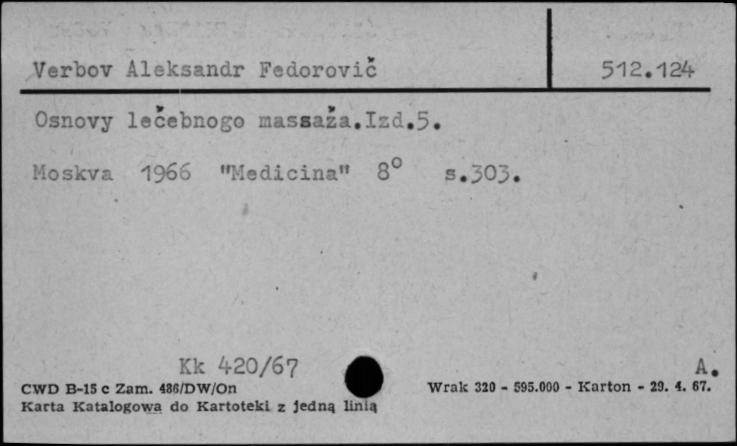 Verbov Aleksandr Fedorovič 512.124
Osnovy lečebnogo massaža.Izd.5.
Moskva 1966 "Medicina" 8° s.303.
Kk 420/67 A.
CWD B-15 c Zam. 486/DW/On Wrak 320 - 595.000 - Karton - 29. 4. 67.
Karta Katalogowa do Kartoteki z jedną linią